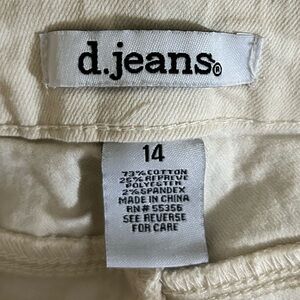 d.jeans®
14
73% COTTON
25% REPREVE
POLYESTER
2% SPANDEX
MADE IN CHINA
RN# 55356
SEE REVERSE
FOR CARE